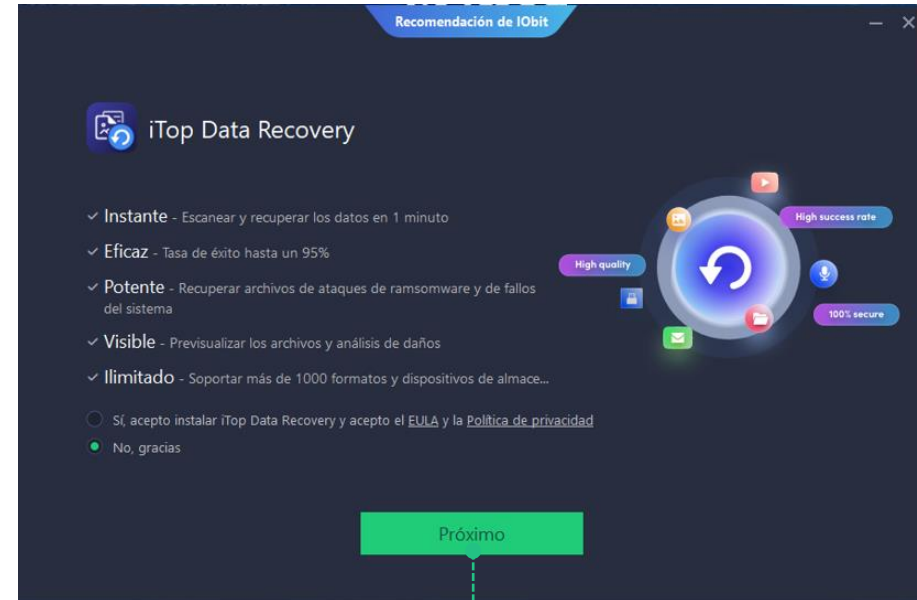 Recomendación de IObit
iTop Data Recovery
Instante - Escanear y recuperar los datos en 1 minuto
Eficaz - Tasa de éxito hasta un 95%
Potente - Recuperar archivos de ataques de ramsomware y de fallos
del sistema
Visible - Previsualizar los archivos y análisis de daños
Ilimitado - Soportar más de 1000 formatos y dispositivos de almace...
High success rate
High quality
100% secure
Sí, acepto instalar iTop Data Recovery y acepto el EULA y la Política de privacidad
No, gracias
Próximo